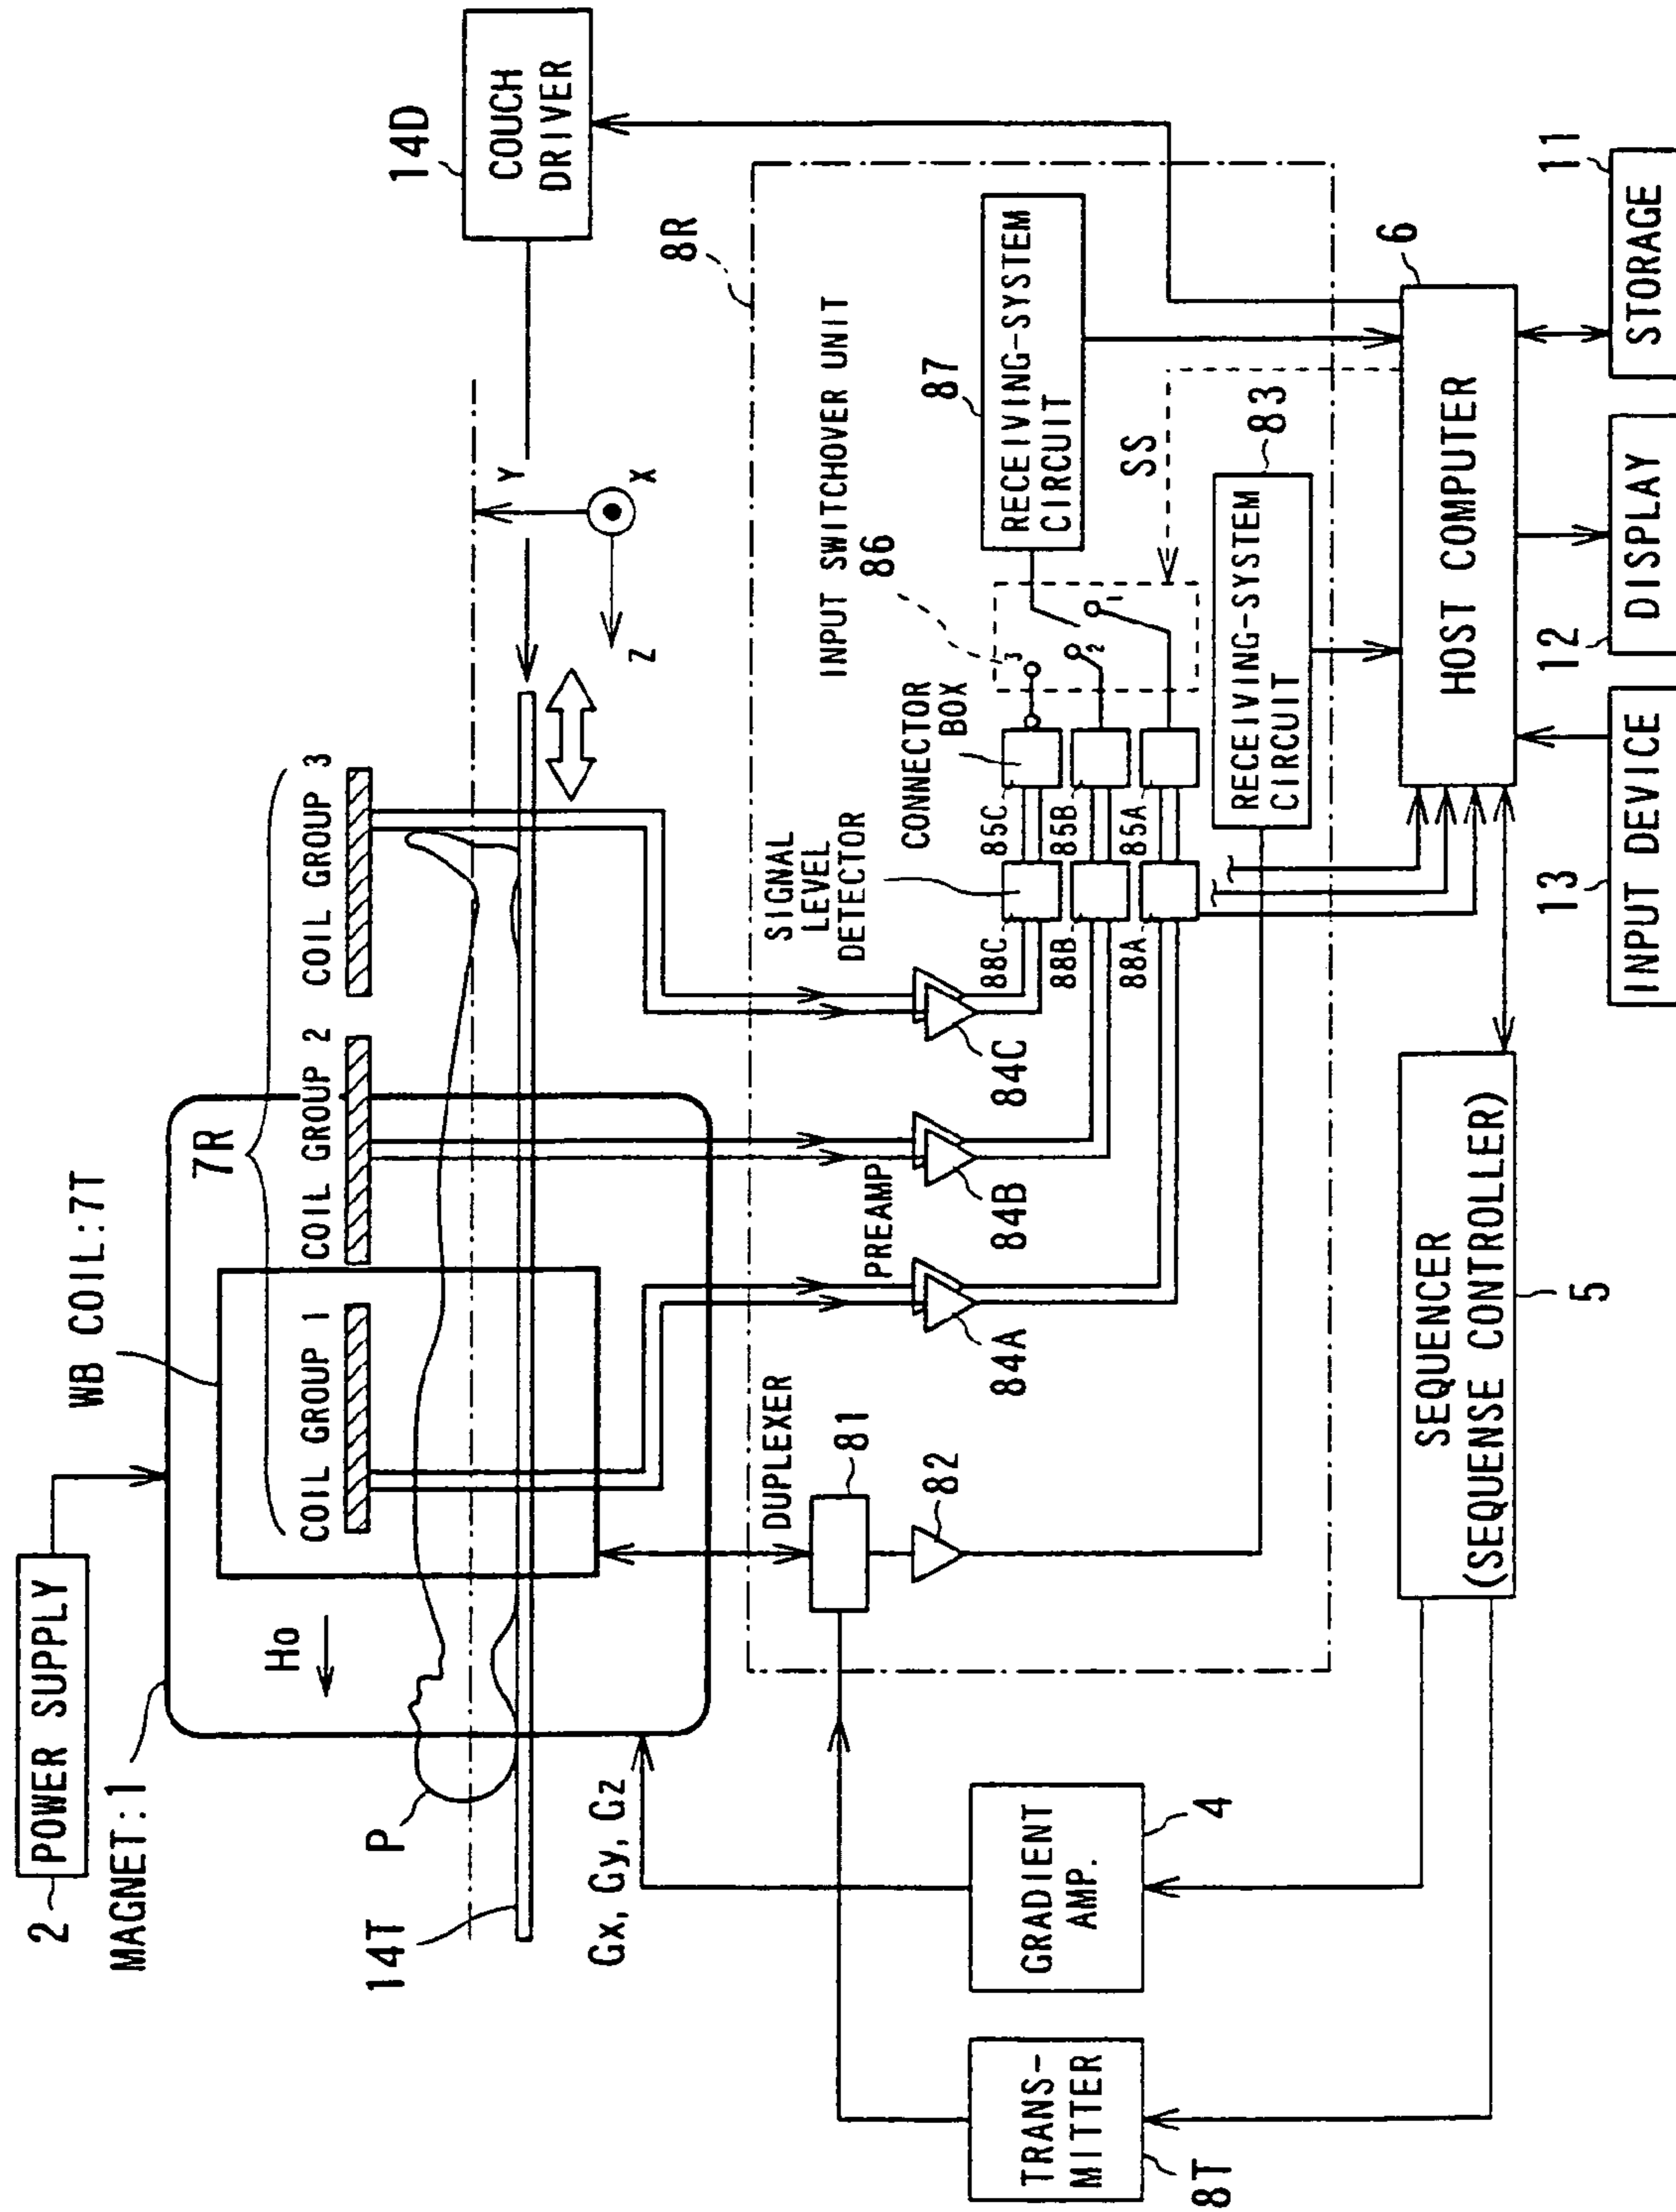 2
POWER SUPPLY
MAGNET:1
WB COIL:7T
7R
Ho
COIL GROUP 1
COIL GROUP 2
COIL GROUP 3
14D
COUCH
DRIVER
14T
P
Y
X
Z
Gx, Gy, Gz
8R
DUPLEXER
81
82
PREAMP
84A
84B
84C
SIGNAL
LEVEL
DETECTOR
CONNECTOR
BOX
INPUT SWITCHOVER UNIT
86
88C
85C
88B
85B
88A
85A
3
2
1
87
RECEIVING-SYSTEM
CIRCUIT
SS
83
RECEIVING-SYSTEM
CIRCUIT
TRANS-
MITTER
8T
GRADIENT
AMP.
4
SEQUENCER
(SEQUENSE CONTROLLER)
5
HOST COMPUTER
6
13
INPUT DEVICE
12
DISPLAY
11
STORAGE